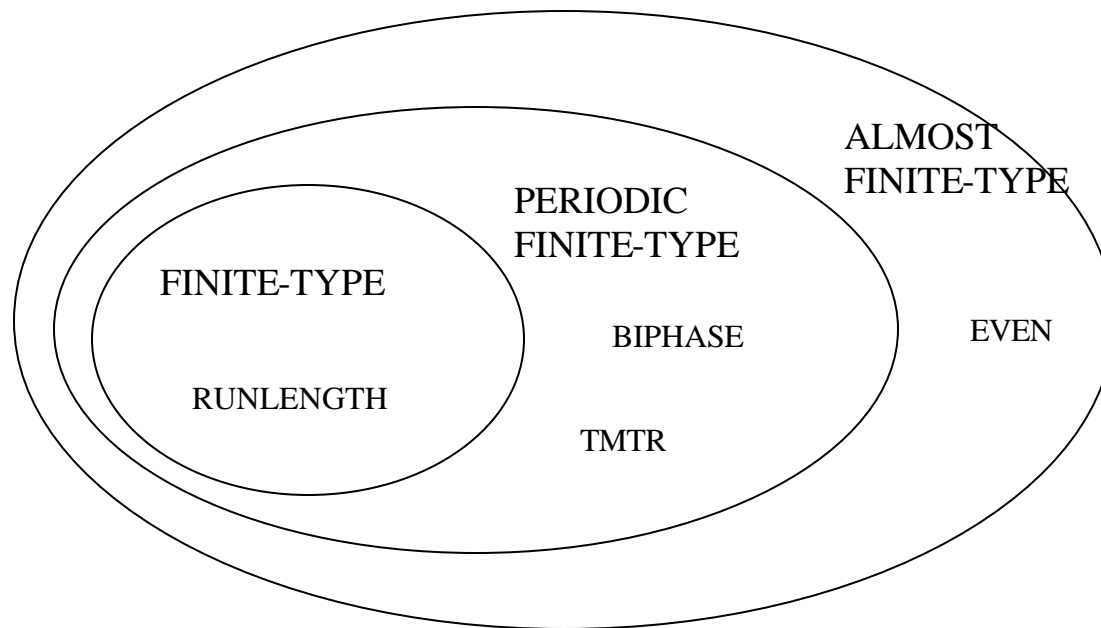 ALMOST
FINITE-TYPE
PERIODIC
FINITE-TYPE
FINITE-TYPE
BIPHASE
EVEN
RUNLENGTH
TMTR